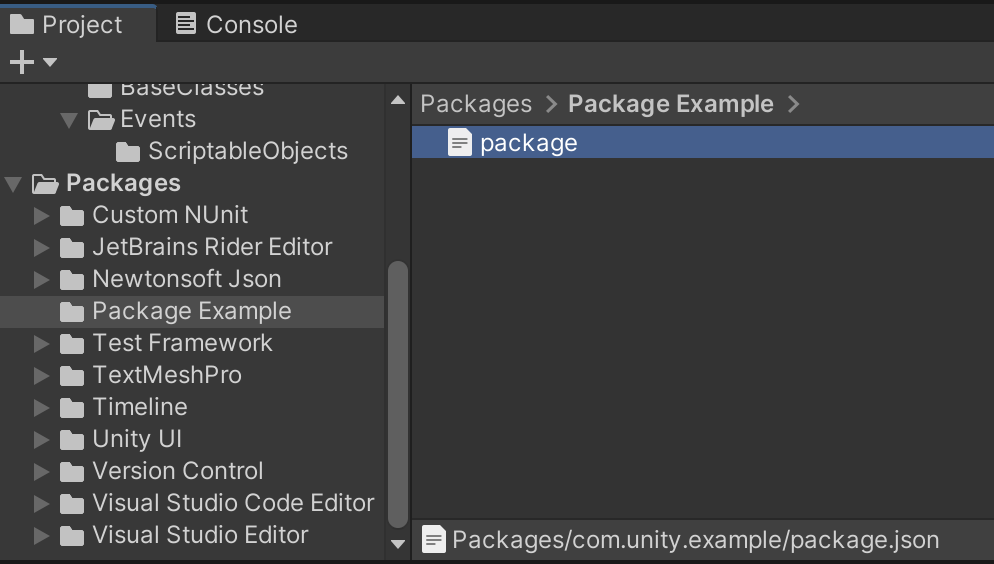 Project
Console
BaseClasses
Events
ScriptableObjects
Packages
Custom NUnit
JetBrains Rider Editor
Newtonsoft Json
Package Example
Test Framework
TextMeshPro
Timeline
Unity UI
Version Control
Visual Studio Code Editor
Visual Studio Editor
Packages > Package Example >
package
Packages/com.unity.example/package.json